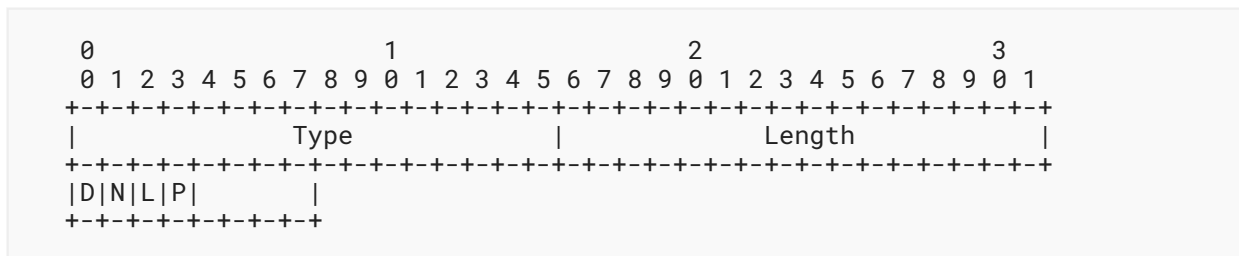 0                   1                   2                   3
 0 1 2 3 4 5 6 7 8 9 0 1 2 3 4 5 6 7 8 9 0 1 2 3 4 5 6 7 8 9 0 1
+-+-+-+-+-+-+-+-+-+-+-+-+-+-+-+-+-+-+-+-+-+-+-+-+-+-+-+-+-+-+-+-+
|              Type             |             Length            |
+-+-+-+-+-+-+-+-+-+-+-+-+-+-+-+-+-+-+-+-+-+-+-+-+-+-+-+-+-+-+-+-+
|D|N|L|P|       |
+-+-+-+-+-+-+-+-+